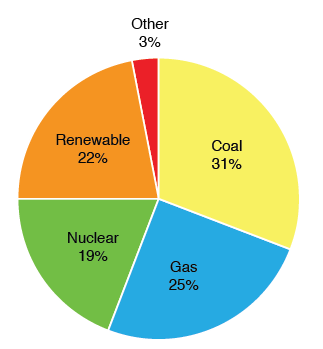 Other
3%
Renewable
22%
Coal
31%
Nuclear
19%
Gas
25%